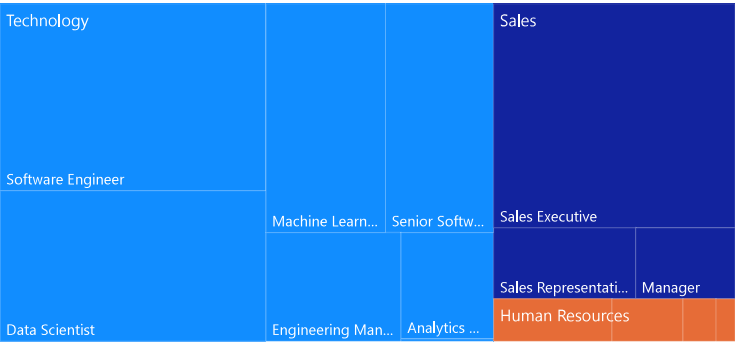 Technology
Software Engineer
Data Scientist
Machine Learn...
Senior Softw...
Engineering Man...
Analytics ...
Sales
Sales Executive
Sales Representati...
Manager
Human Resources